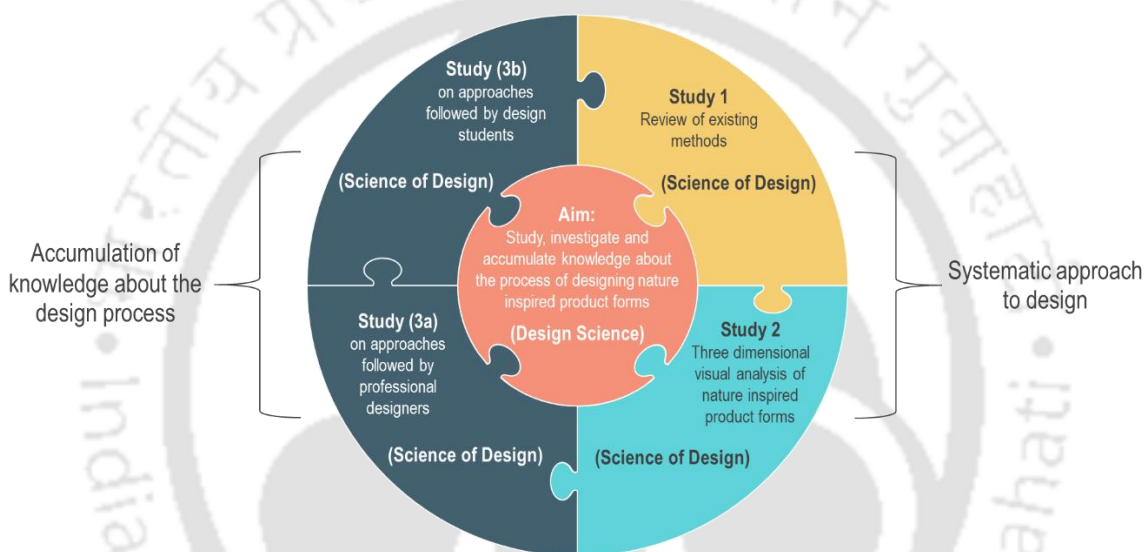 Study (3b)
on approaches
followed by design
students
(Science of Design)
Study 1
Review of existing
methods
(Science of Design)
Aim:
Study, investigate and
accumulate knowledge about
the process of designing nature
inspired product forms
(Design Science)
Accumulation of
knowledge about the
design process
Systematic approach
to design
Study (3a)
on approaches
followed by
professional
designers
(Science of Design)
Study 2
Three dimensional
visual analysis of
nature inspired
product forms
(Science of Design)
भारतीय
गुवाहाटी
India
ahati